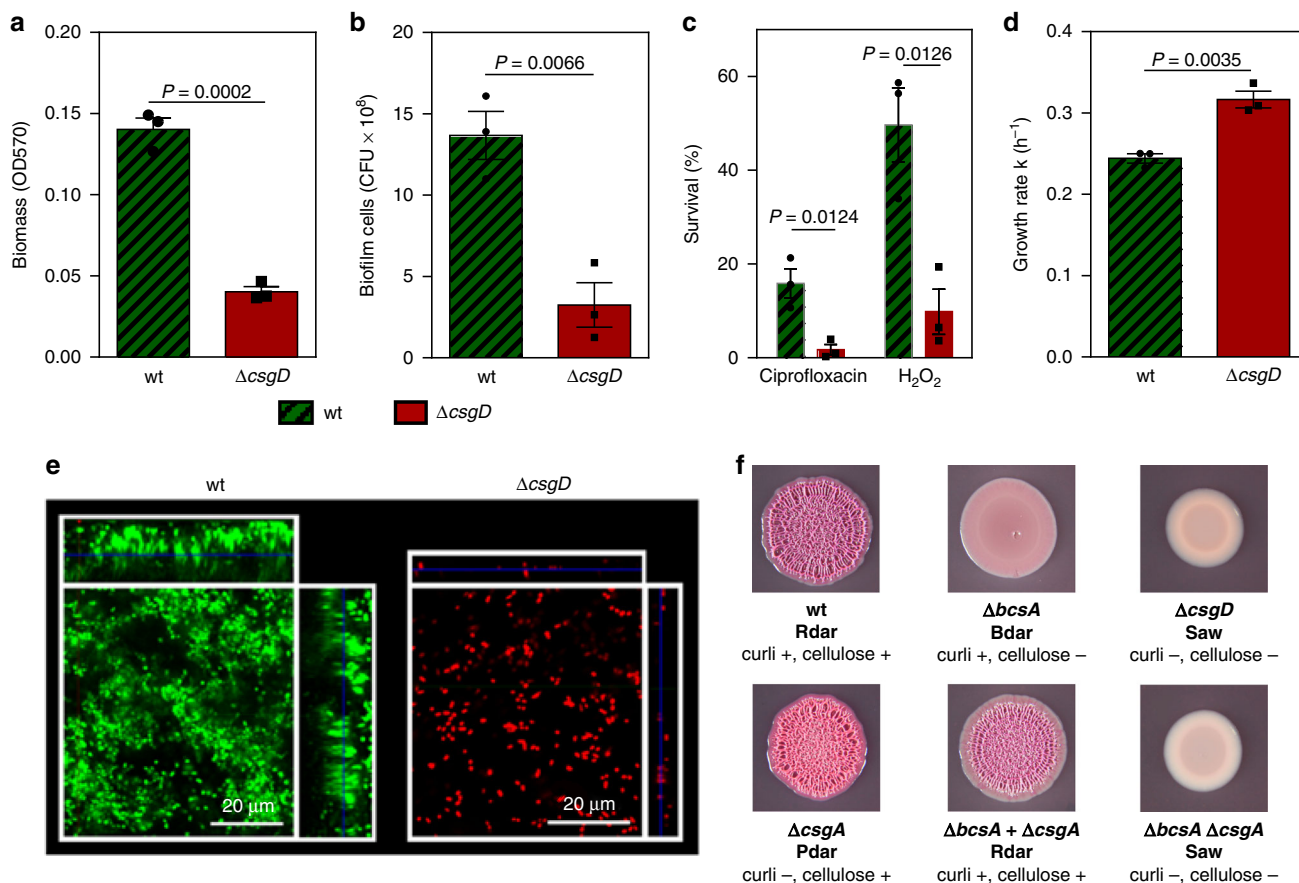 a
0.20
0.15
0.10
0.05
0.00
Biomass (OD570)
P = 0.0002
wt
ΔcsgD
b
20
15
10
5
0
Biofilm cells (CFU × 10⁸)
P = 0.0066
wt
ΔcsgD
c
60
40
20
0
Survival (%)
P = 0.0124
P = 0.0126
Ciprofloxacin
H₂O₂
d
0.4
0.3
0.2
0.1
0.0
Growth rate k (h⁻¹)
P = 0.0035
wt
ΔcsgD
wt
ΔcsgD
e
wt
ΔcsgD
20 μm
20 μm
f
wt
Rdar
curli +, cellulose +
ΔbcsA
Bdar
curli +, cellulose –
ΔcsgD
Saw
curli –, cellulose –
ΔcsgA
Pdar
curli –, cellulose +
ΔbcsA + ΔcsgA
Rdar
curli +, cellulose +
ΔbcsA ΔcsgA
Saw
curli –, cellulose –